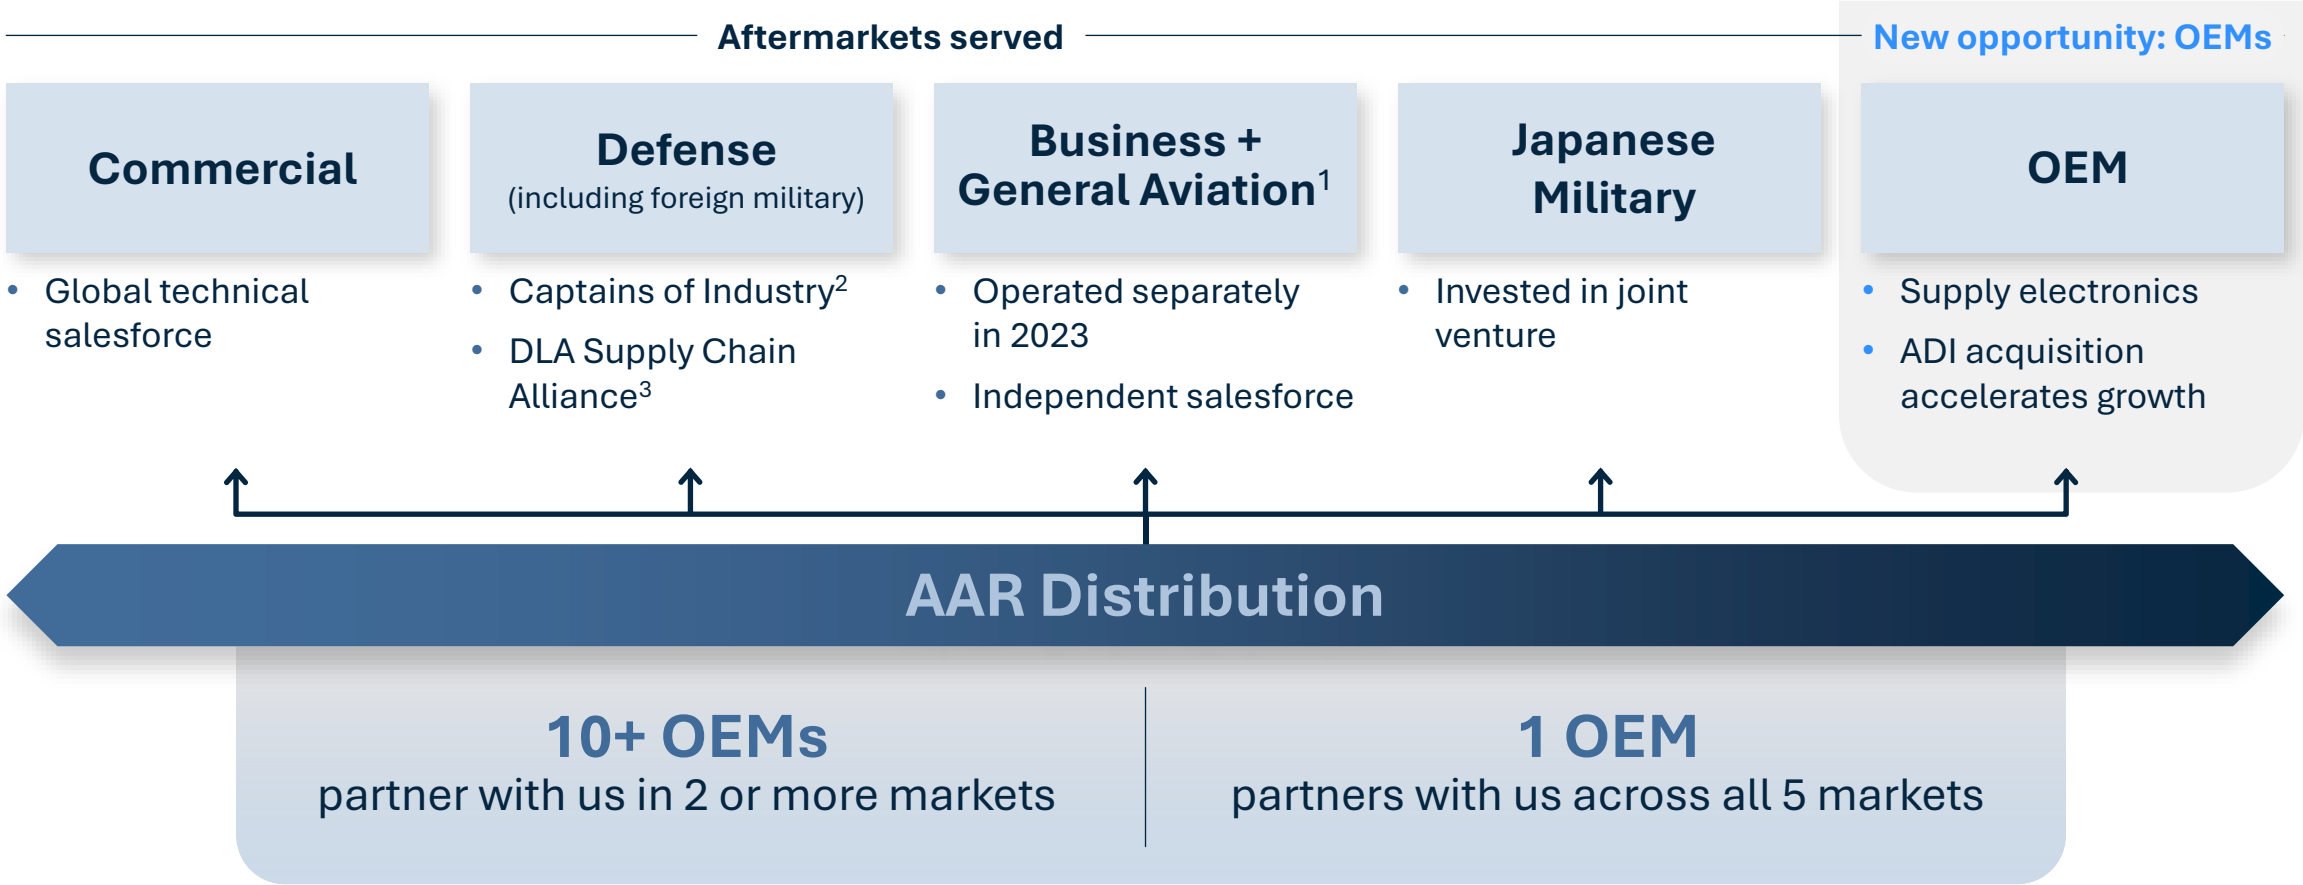 Aftermarkets served
New opportunity: OEMs
Commercial
• Global technical
salesforce
Defense
(including foreign military)
• Captains of Industry²
• DLA Supply Chain
Alliance³
Business +
General Aviation¹
• Operated separately
in 2023
• Independent salesforce
Japanese
Military
• Invested in joint
venture
OEM
• Supply electronics
• ADI acquisition
accelerates growth
AAR Distribution
10+ OEMs
partner with us in 2 or more markets
1 OEM
partners with us across all 5 markets